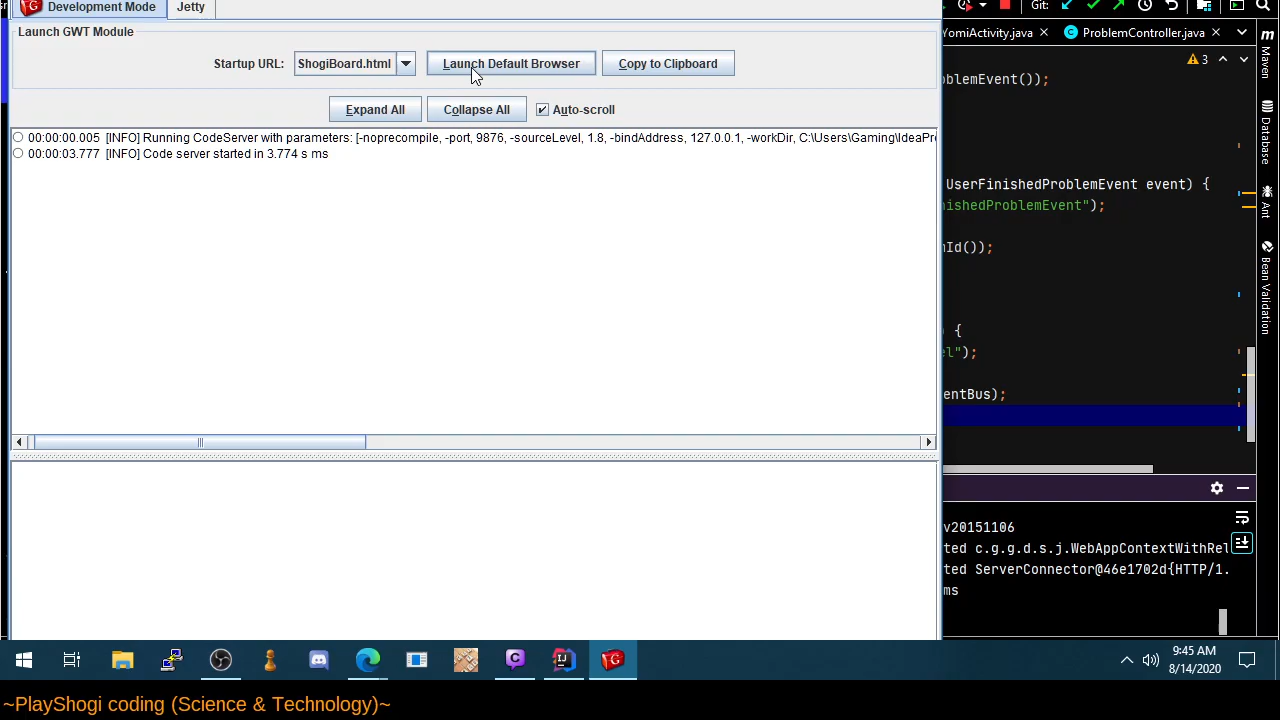 Development Mode
Jetty
Git:
Launch GWT Module
Startup URL:
ShogiBoard.html
Launch Default Browser
Copy to Clipboard
Expand All
Collapse All
Auto-scroll
00:00:00.005 [INFO] Running CodeServer with parameters: [-noprecompile, -port, 9876, -sourceLevel, 1.8, -bindAddress, 127.0.0.1, -workDir, C:\Users\Gaming\IdeaPr
00:00:03.777 [INFO] Code server started in 3.774 s ms
YomiActivity.java
ProblemController.java
3
oblemEvent());
UserFinishedProblemEvent event) {
nishedProblemEvent");
nId());
) {
el");
entBus);
Maven
Database
Ant
Bean Validation
v20151106
ted c.g.g.d.s.j.WebAppContextWithRel
ted ServerConnector@46e1702d{HTTP/1.
ms
9:45 AM
8/14/2020
~PlayShogi coding (Science & Technology)~